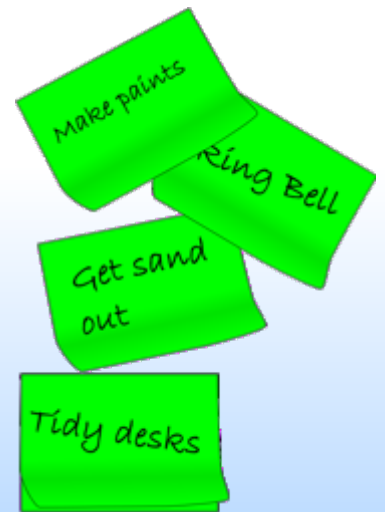 Make paints
Ring Bell
Get sand
out
Tidy desks